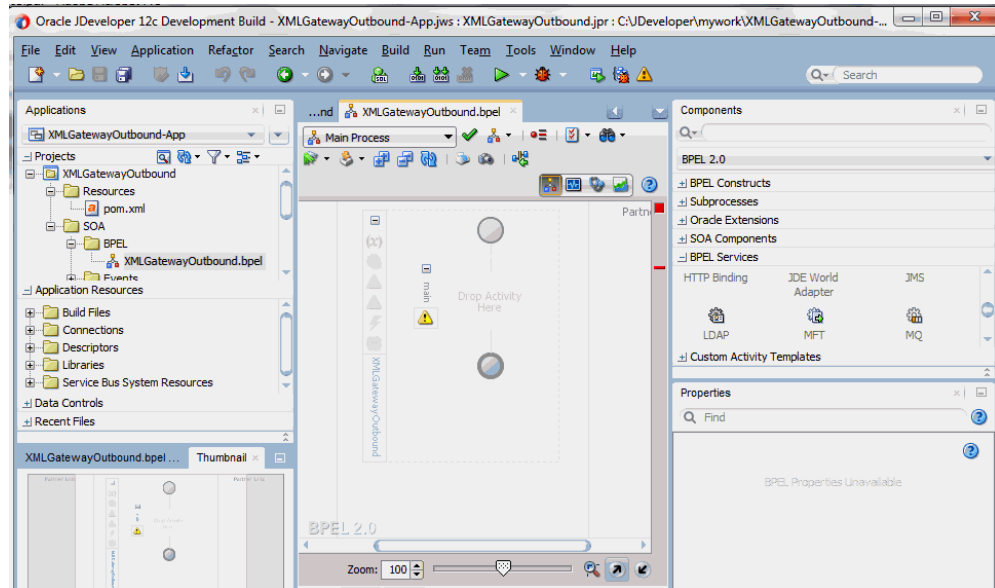 Oracle JDeveloper 12c Development Build - XMLGatewayOutbound-App.jws : XMLGatewayOutbound.jpr : C:\JDeveloper\mywork\XMLGatewayOutbound-...
File Edit View Application Refactor Search Navigate Build Run Team Tools Window Help
Search
Applications
XMLGatewayOutbound-App
Projects
XMLGatewayOutbound
Resources
pom.xml
SOA
BPEL
XMLGatewayOutbound.bpel
Events
Application Resources
Build Files
Connections
Descriptors
Libraries
Service Bus System Resources
Data Controls
Recent Files
XMLGatewayOutbound.bpel ... Thumbnail
Partner Links
Partner Links
...nd XMLGatewayOutbound.bpel
Main Process
Partn
(x)
main
Drop Activity
Here
XMLGatewayOutbound
BPEL 2.0
Zoom: 100
Components
BPEL 2.0
BPEL Constructs
Subprocesses
Oracle Extensions
SOA Components
BPEL Services
HTTP Binding JDE World Adapter JMS
LDAP MFT MQ
Custom Activity Templates
Properties
Find
BPEL Properties Unavailable